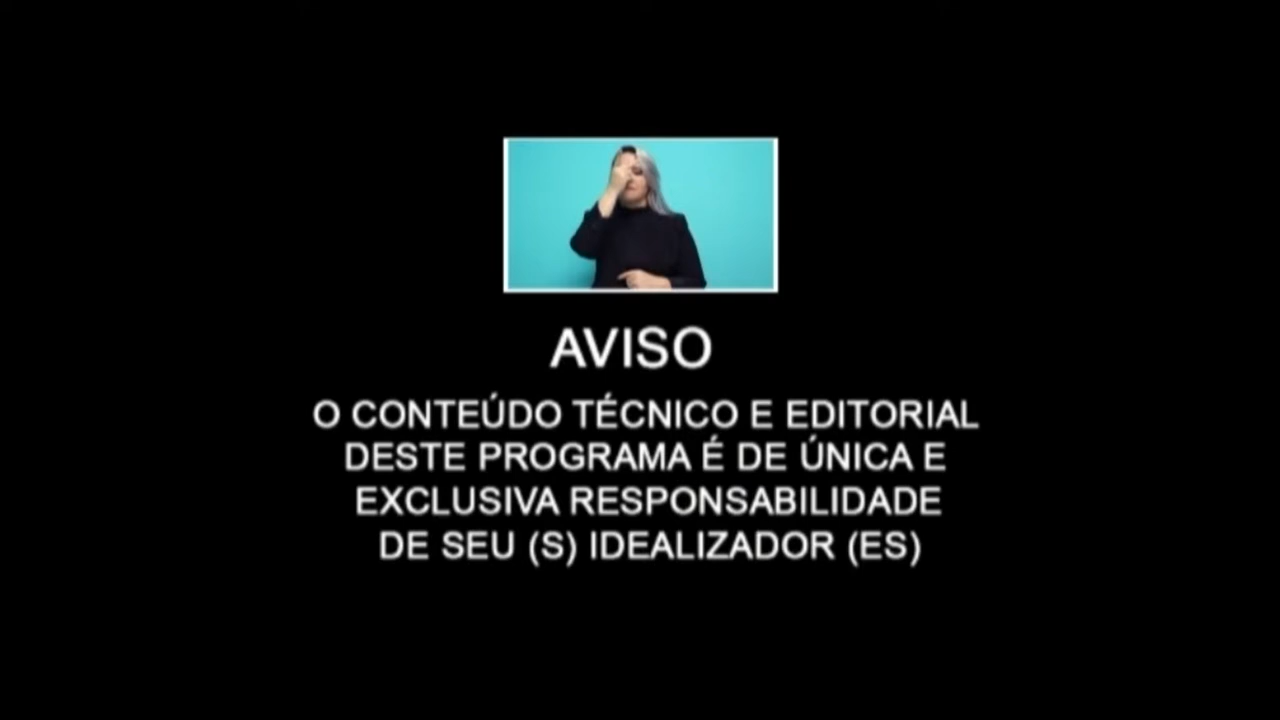 AVISO
O CONTEÚDO TÉCNICO E EDITORIAL
DESTE PROGRAMA É DE ÚNICA E
EXCLUSIVA RESPONSABILIDADE
DE SEU (S) IDEALIZADOR (ES)